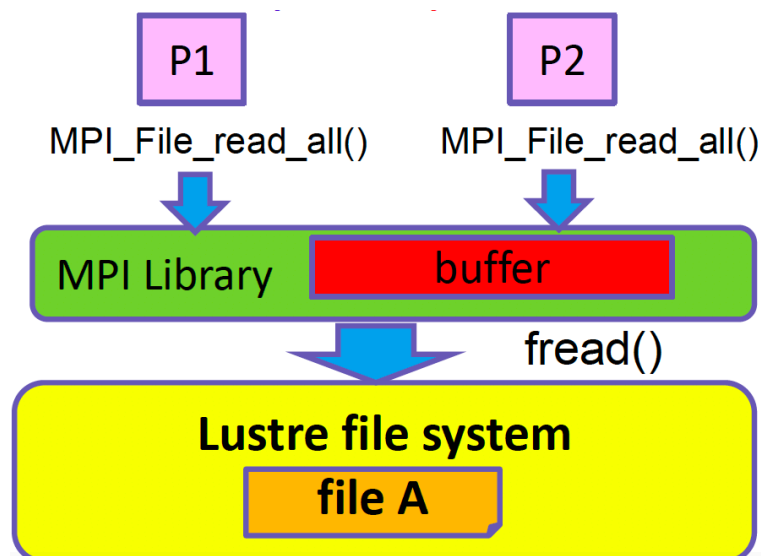 P1 P2
MPI_File_read_all() MPI_File_read_all()
MPI Library buffer
fread()
Lustre file system
file A